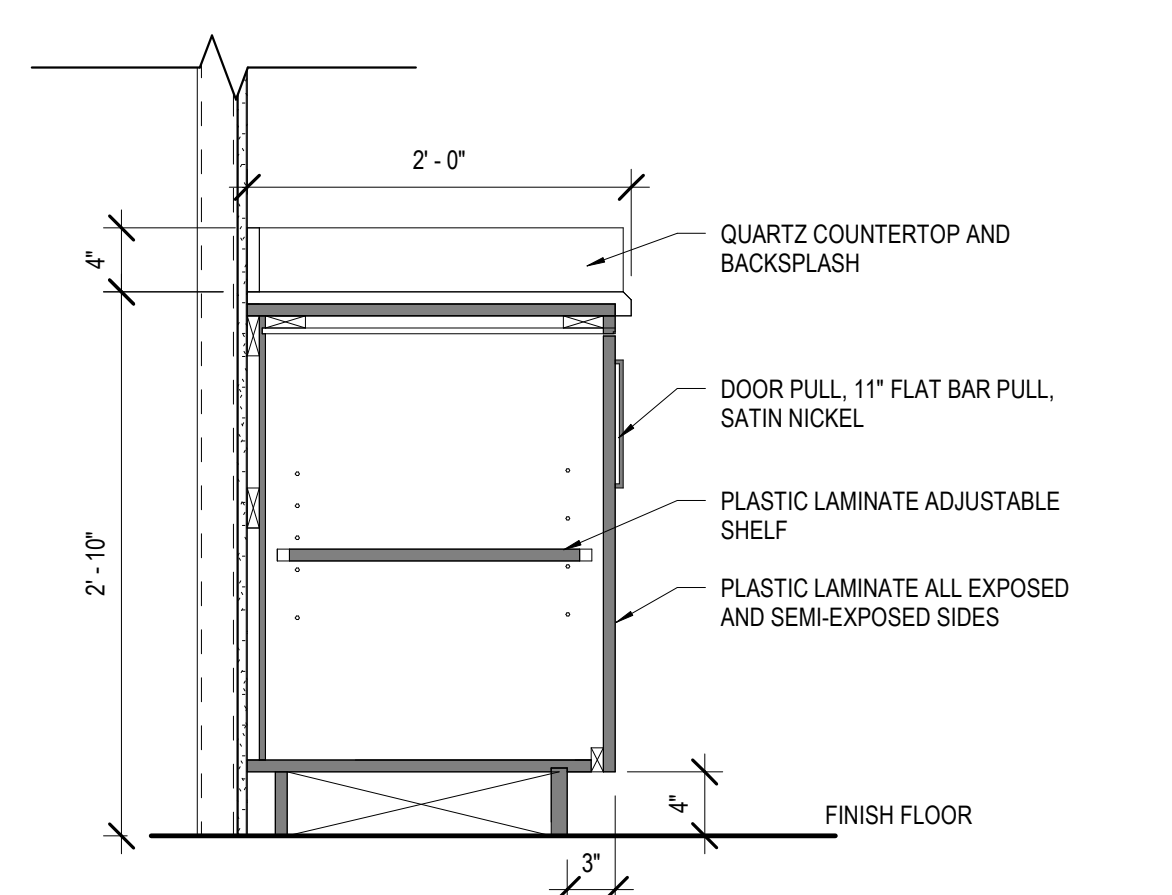 2' - 0"
4"
QUARTZ COUNTERTOP AND
BACKSPLASH
DOOR PULL, 11" FLAT BAR PULL,
SATIN NICKEL
PLASTIC LAMINATE ADJUSTABLE
SHELF
2' - 10"
PLASTIC LAMINATE ALL EXPOSED
AND SEMI-EXPOSED SIDES
4"
FINISH FLOOR
3"